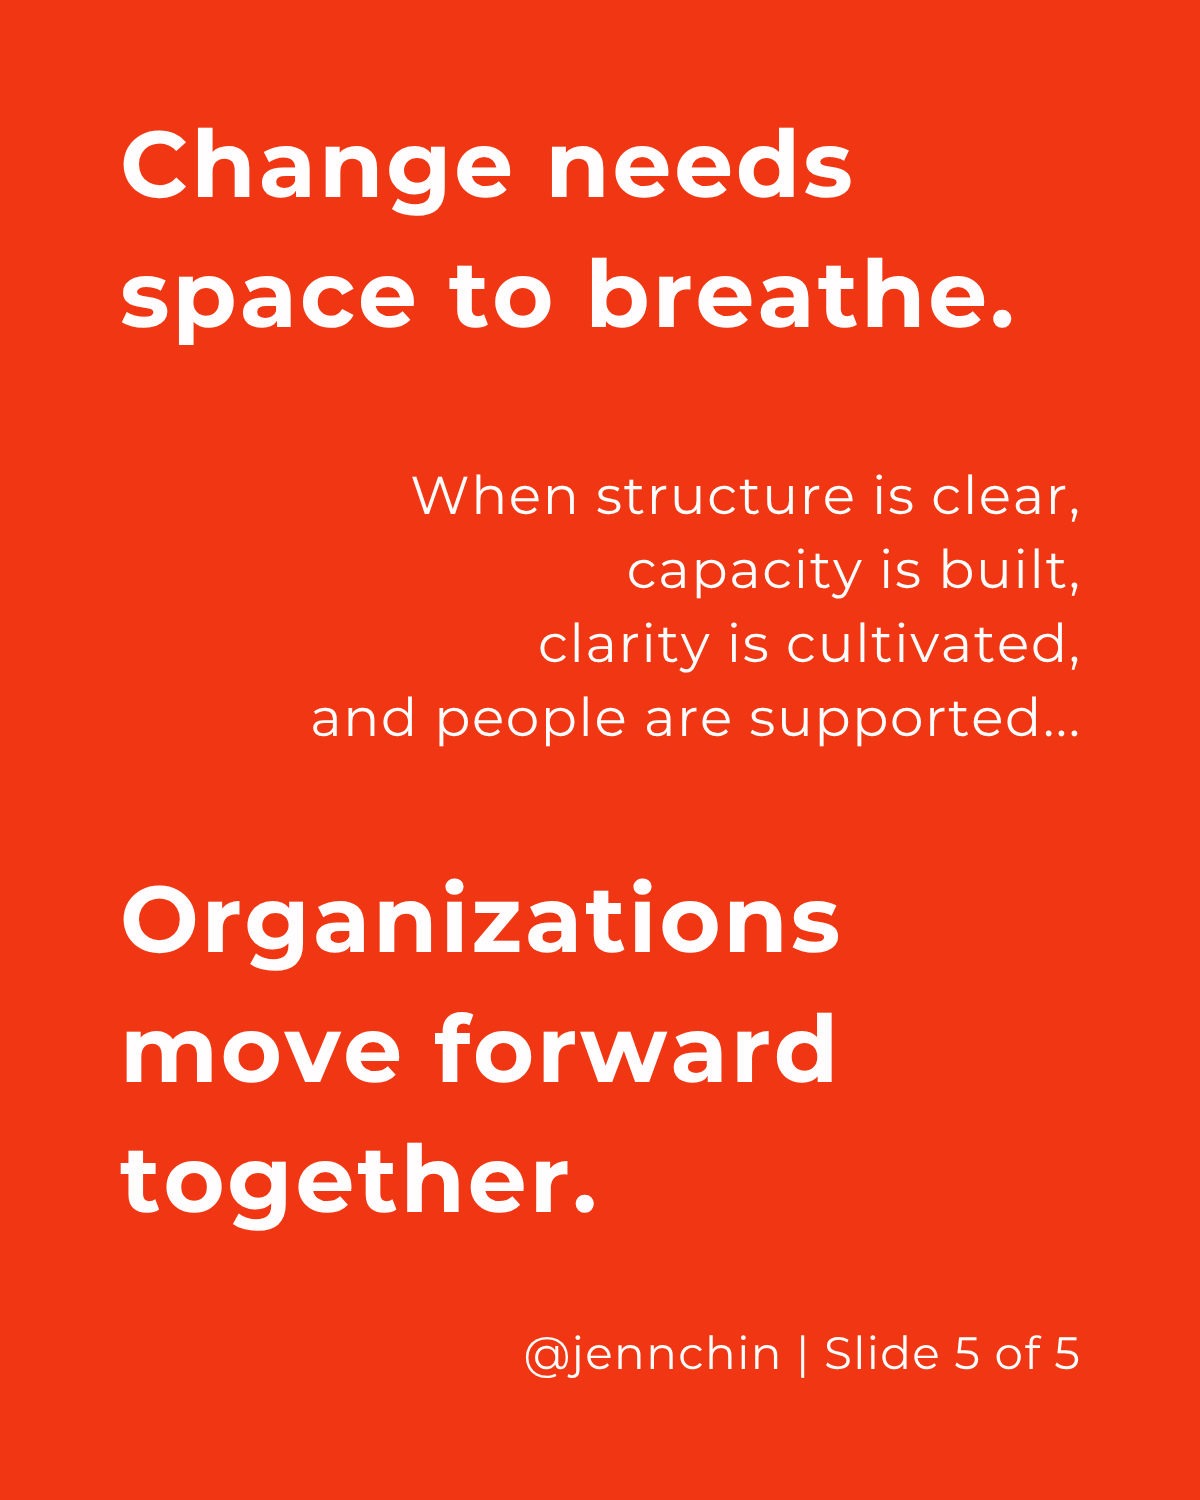 Change needs
space to breathe.
When structure is clear,
capacity is built,
clarity is cultivated,
and people are supported...
Organizations
move forward
together.
@jennchin | Slide 5 of 5